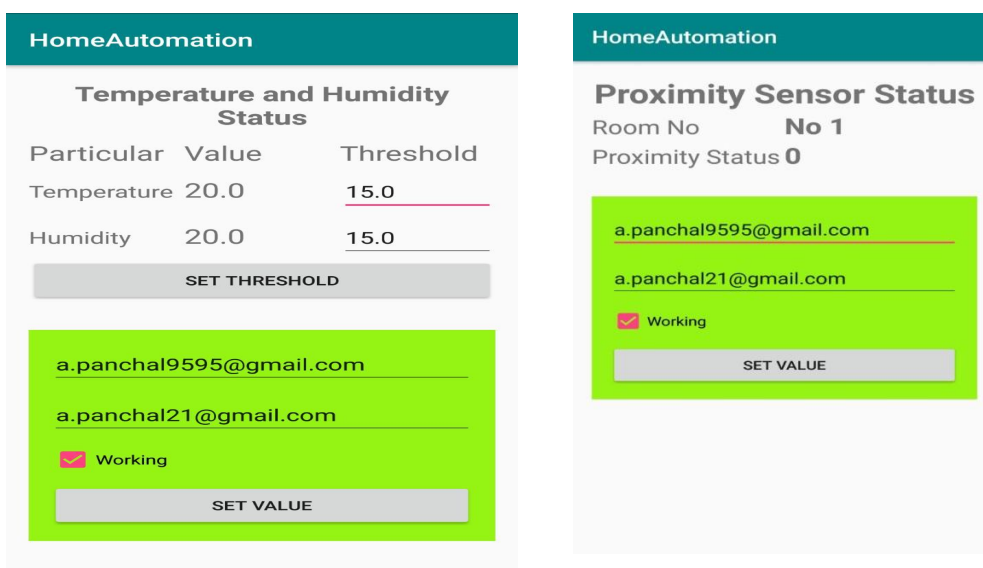 HomeAutomation
Temperature and Humidity
Status
Particular Value Threshold
Temperature 20.0 15.0
Humidity 20.0 15.0
SET THRESHOLD
a.panchal9595@gmail.com
a.panchal21@gmail.com
Working
SET VALUE
HomeAutomation
Proximity Sensor Status
Room No No 1
Proximity Status 0
a.panchal9595@gmail.com
a.panchal21@gmail.com
Working
SET VALUE